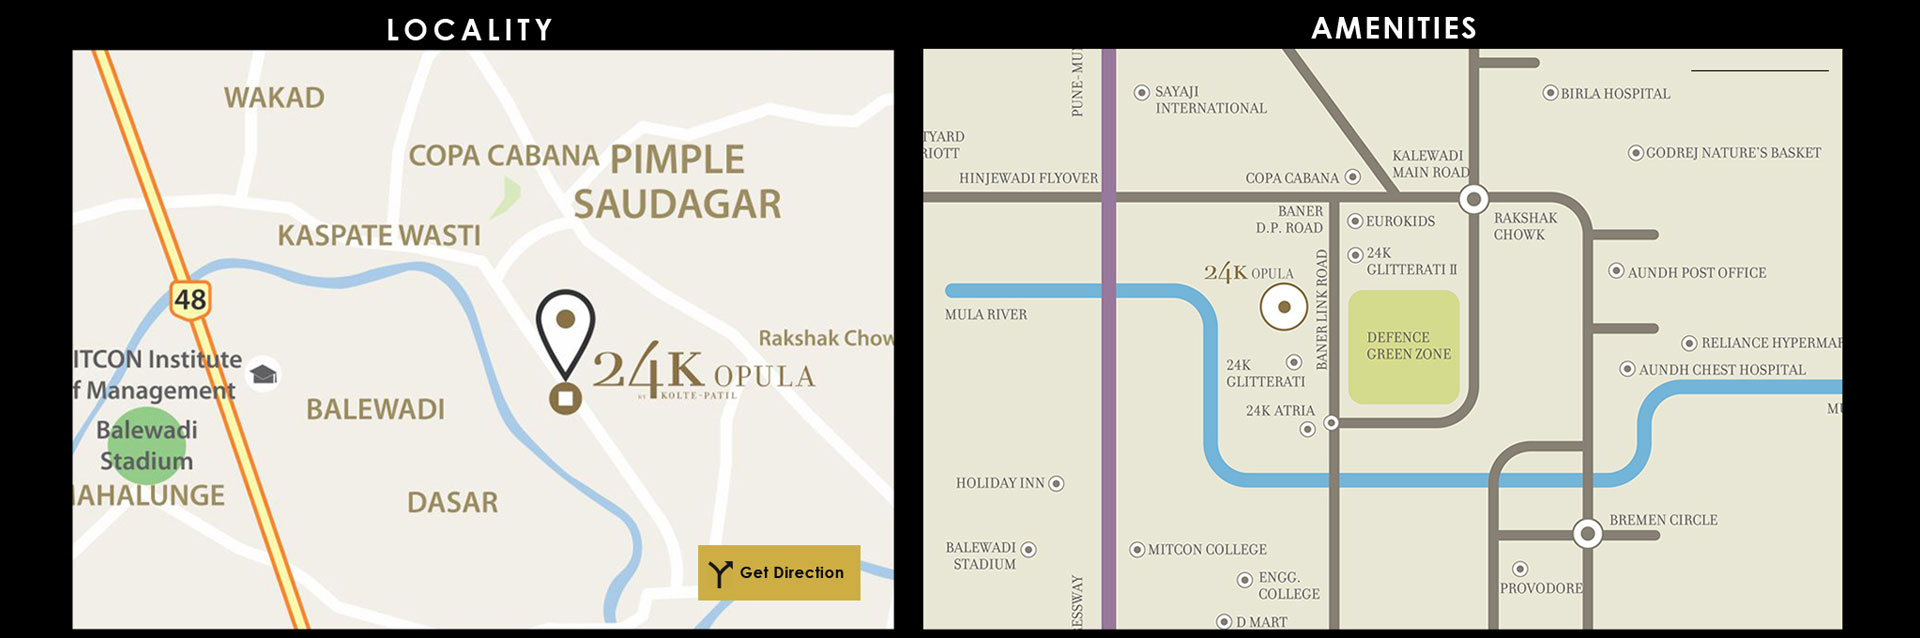 LOCALITY
WAKAD
COPA CABANA
PIMPLE
SAUDAGAR
KASPATE WASTI
48
Rakshak Chow
ITCON Institute
f Management
24K OPULA
BY KOLTE-PATIL
BALEWADI
Balewadi
Stadium
AHALUNGE
DASAR
Get Direction
AMENITIES
PUNE-MU
SAYAJI
INTERNATIONAL
BIRLA HOSPITAL
TYARD
RIOTT
GODREJ NATURE'S BASKET
KALEWADI
MAIN ROAD
HINJEWADI FLYOVER
COPA CABANA
BANER
D.P. ROAD
EUROKIDS
RAKSHAK
CHOWK
24K
GLITTERATI II
24K OPULA
AUNDH POST OFFICE
BANER LINK ROAD
MULA RIVER
DEFENCE
GREEN ZONE
RELIANCE HYPERMAR
24K
GLITTERATI
AUNDH CHEST HOSPITAL
24K ATRIA
MU
HOLIDAY INN
BREMEN CIRCLE
BALEWADI
STADIUM
MITCON COLLEGE
ENGG.
COLLEGE
PROVODORE
RESSWAY
D MART